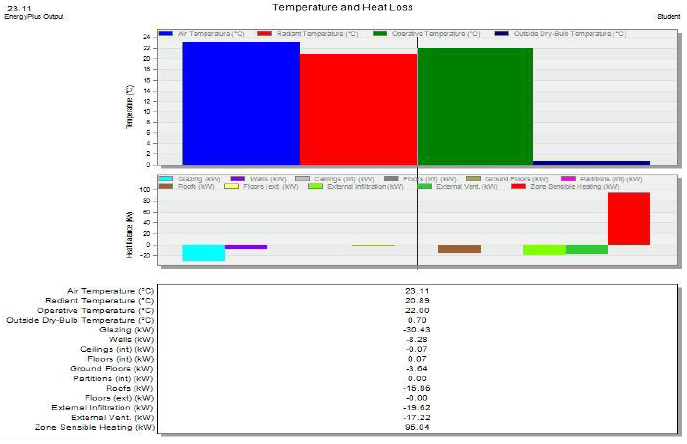 23.11
Temperature and Heat Loss
EnergyPlus Output
Student
Air Temperature (°C) Radiant Temperature (°C) Operative Temperature (°C) Outside Dry-Bulb Temperature (°C)
24
22
20
18
16
14
12
10
8
6
4
2
0
Temperature (°C)
Glazing (kW) Walls (kW) Ceilings (int) (kW) Floors (int) (kW) Ground Floors (kW) Partitions (int) (kW)
Roofs (kW) Floors (ext) (kW) External Infiltration (kW) External Vent. (kW) Zone Sensible Heating (kW)
100
80
60
40
20
0
-20
Heat Balance (kW)
Air Temperature (°C) 23.11
Radiant Temperature (°C) 20.89
Operative Temperature (°C) 22.00
Outside Dry-Bulb Temperature (°C) 0.70
Glazing (kW) -30.43
Walls (kW) -8.28
Ceilings (int) (kW) -0.07
Floors (int) (kW) 0.07
Ground Floors (kW) -3.64
Partitions (int) (kW) 0.00
Roofs (kW) -15.86
Floors (ext) (kW) -0.00
External Infiltration (kW) -19.62
External Vent. (kW) -17.22
Zone Sensible Heating (kW) 95.04